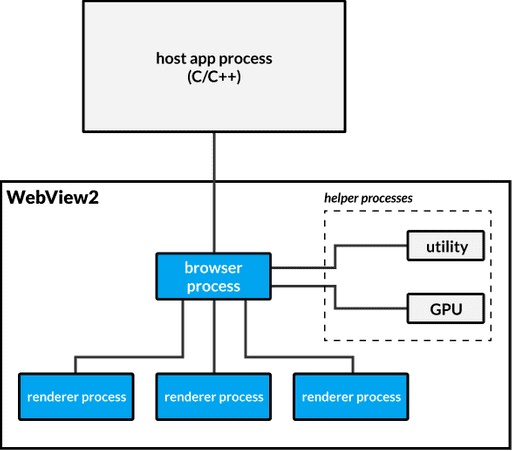 host app process
(C/C++)
WebView2
helper processes
utility
browser
process
GPU
renderer process
renderer process
renderer process